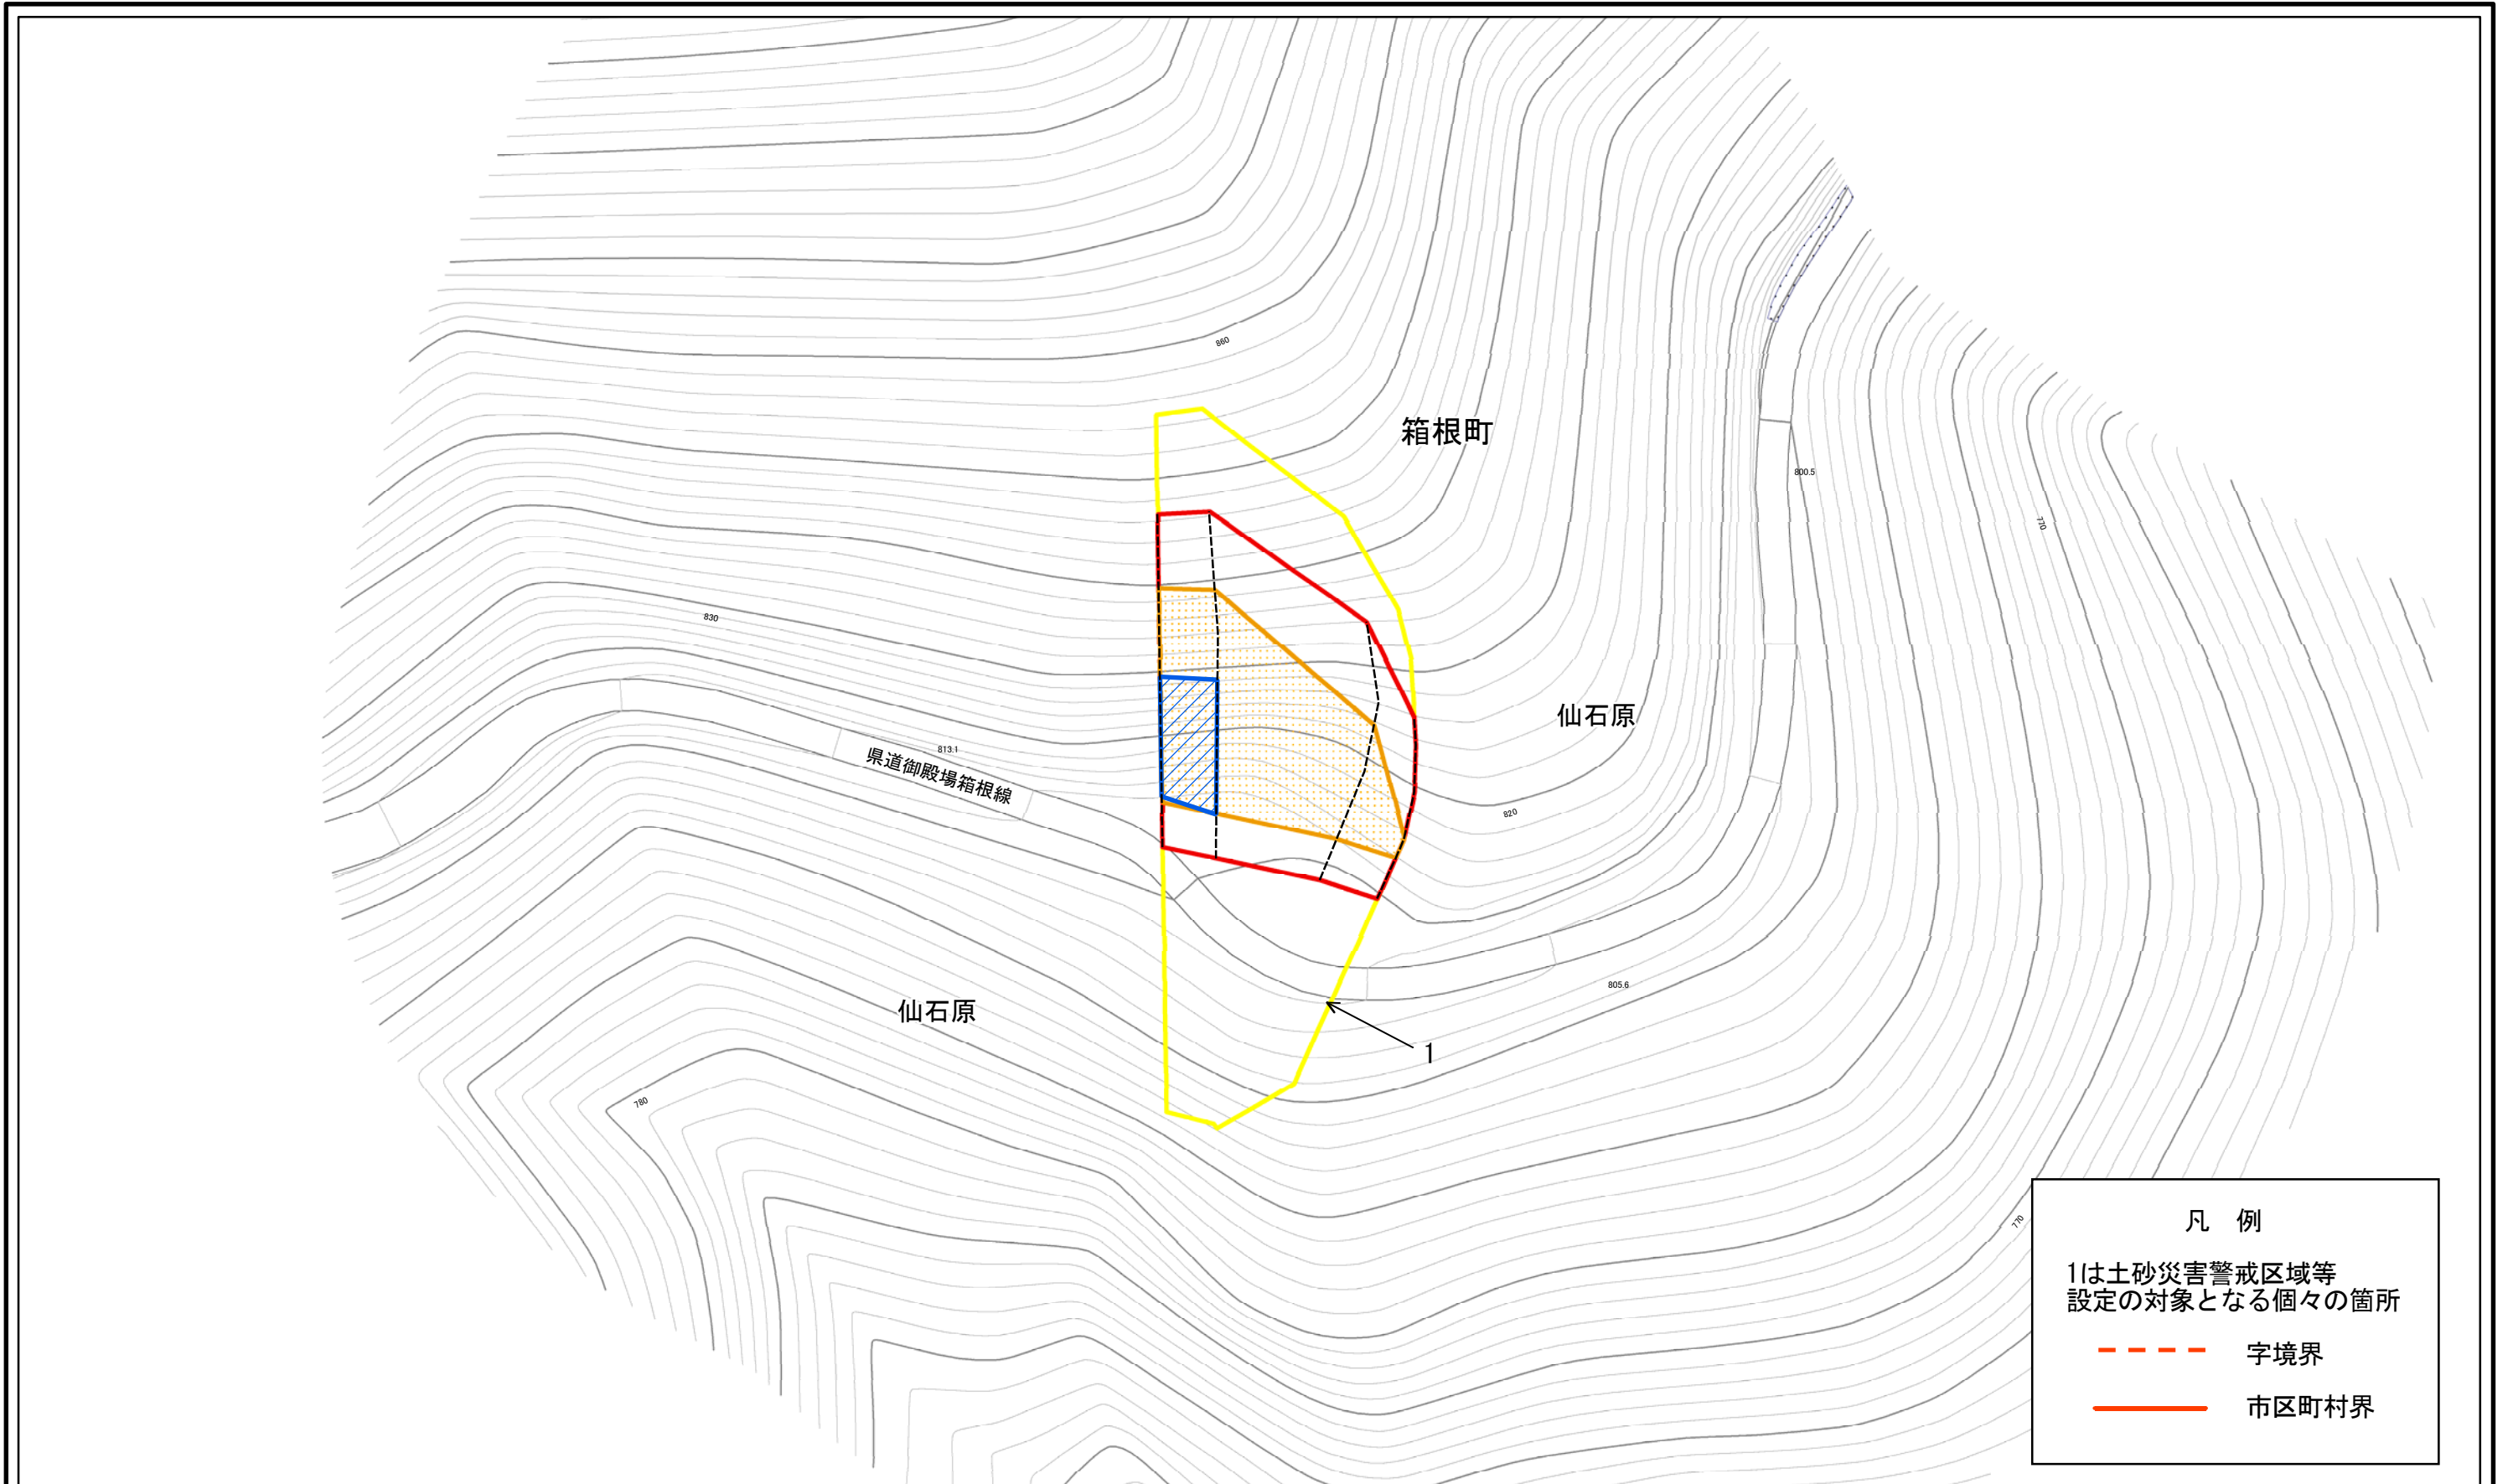 860
箱根町
800.5
770
830
仙石原
813.1
県道御殿場箱根線
820
805.6
仙石原
1
780
770
凡 例
1は土砂災害警戒区域等
設定の対象となる個々の箇所
字境界
市区町村界